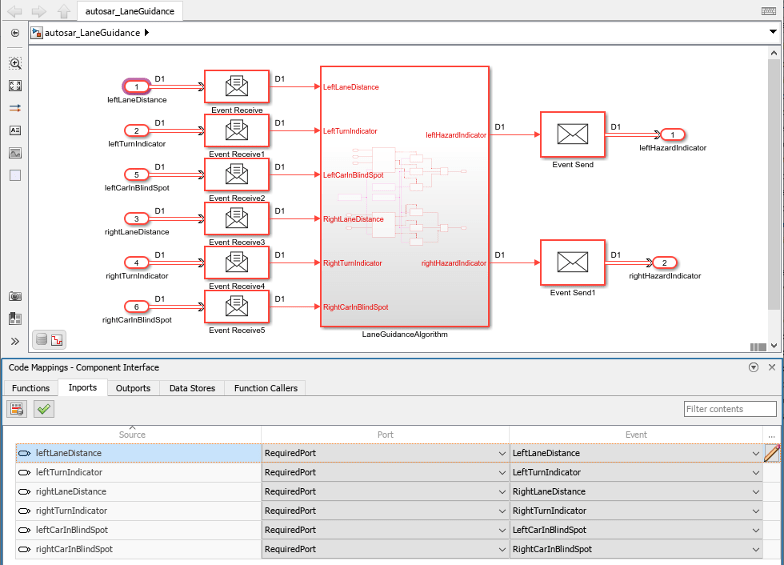 autosar_LaneGuidance
autosar_LaneGuidance
1
D1
leftLaneDistance
Event Receive
D1
LeftLaneDistance
2
D1
leftTurnIndicator
Event Receive1
D1
LeftTurnIndicator
5
D1
leftCarInBlindSpot
Event Receive2
D1
LeftCarInBlindSpot
3
D1
rightLaneDistance
Event Receive3
D1
RightLaneDistance
4
D1
rightTurnIndicator
Event Receive4
D1
RightTurnIndicator
6
D1
rightCarInBlindSpot
Event Receive5
D1
RightCarInBlindSpot
LaneGuidanceAlgorithm
leftHazardIndicator
D1
Event Send
D1
1
leftHazardIndicator
rightHazardIndicator
D1
Event Send1
D1
2
rightHazardIndicator
Code Mappings - Component Interface
Functions Inports Outports Data Stores Function Callers
Filter contents
Source Port Event ...
leftLaneDistance RequiredPort LeftLaneDistance
leftTurnIndicator RequiredPort LeftTurnIndicator
rightLaneDistance RequiredPort RightLaneDistance
rightTurnIndicator RequiredPort RightTurnIndicator
leftCarInBlindSpot RequiredPort LeftCarInBlindSpot
rightCarInBlindSpot RequiredPort RightCarInBlindSpot